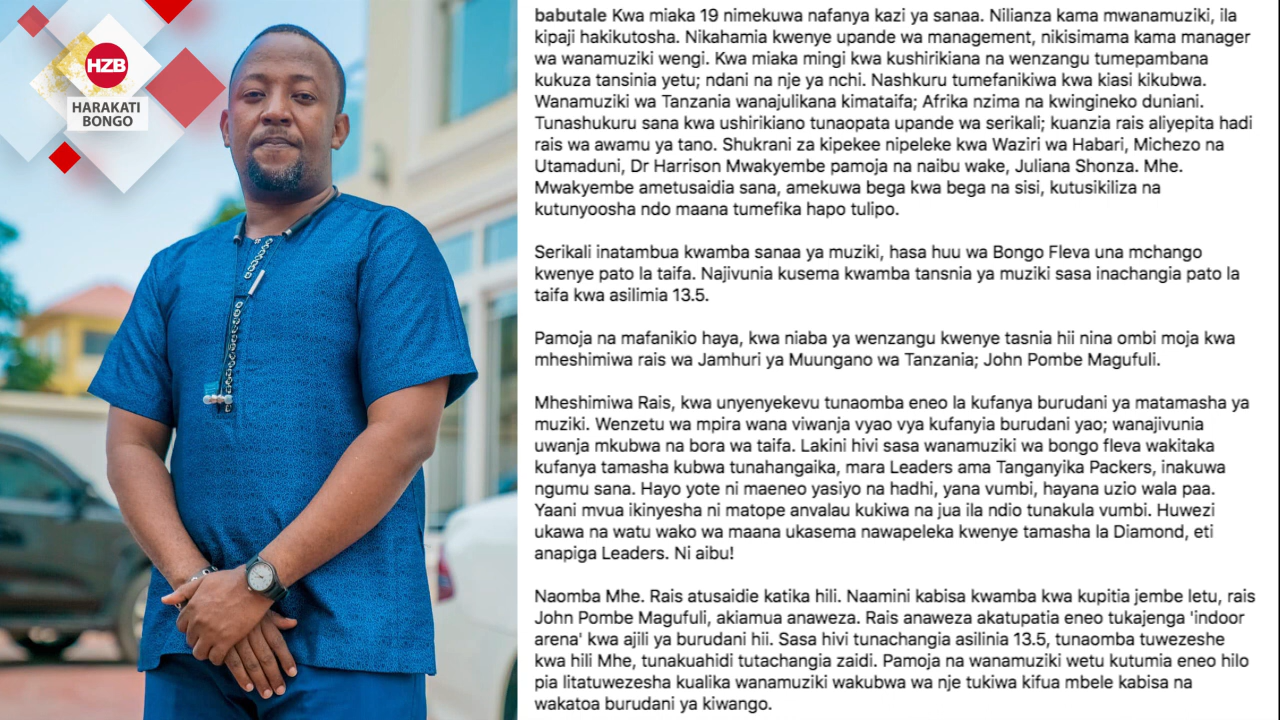 HZB
HARAKATI
BONGO
babutale Kwa miaka 19 nimekuwa nafanya kazi ya sanaa. Nilianza kama mwanamuziki, ila
kipaji hakikutosha. Nikahamia kwenye upande wa management, nikisimama kama manager
wa wanamuziki wengi. Kwa miaka mingi kwa kushirikiana na wenzangu tumepambana
kukuza tansinia yetu; ndani na nje ya nchi. Nashkuru tumefanikiwa kwa kiasi kikubwa.
Wanamuziki wa Tanzania wanajulikana kimataifa; Afrika nzima na kwingineko duniani.
Tunashukuru sana kwa ushirikiano tunaopata upande wa serikali; kuanzia rais aliyepita hadi
rais wa awamu ya tano. Shukrani za kipekee nipeleke kwa Waziri wa Habari, Michezo na
Utamaduni, Dr Harrison Mwakyembe pamoja na naibu wake, Juliana Shonza. Mhe.
Mwakyembe ametusaidia sana, amekuwa bega kwa bega na sisi, kutusikiliza na
kutunyoosha ndo maana tumefika hapo tulipo.
Serikali inatambua kwamba sanaa ya muziki, hasa huu wa Bongo Fleva una mchango
kwenye pato la taifa. Najivunia kusema kwamba tansnia ya muziki sasa inachangia pato la
taifa kwa asilimia 13.5.
Pamoja na mafanikio haya, kwa niaba ya wenzangu kwenye tasnia hii nina ombi moja kwa
mheshimiwa rais wa Jamhuri ya Muungano wa Tanzania; John Pombe Magufuli.
Mheshimiwa Rais, kwa unyenyekevu tunaomba eneo la kufanya burudani ya matamasha ya
muziki. Wenzetu wa mpira wana viwanja vyao vya kufanyia burudani yao; wanajivunia
uwanja mkubwa na bora wa taifa. Lakini hivi sasa wanamuziki wa bongo fleva wakitaka
kufanya tamasha kubwa tunahangaika, mara Leaders ama Tanganyika Packers, inakuwa
ngumu sana. Hayo yote ni maeneo yasiyo na hadhi, yana vumbi, hayana uzio wala paa.
Yaani mvua ikinyesha ni matope anvalau kukiwa na jua ila ndio tunakula vumbi. Huwezi
ukawa na watu wako wa maana ukasema nawapeleka kwenye tamasha la Diamond, eti
anapiga Leaders. Ni aibu!
Naomba Mhe. Rais atusaidie katika hili. Naamini kabisa kwamba kwa kupitia jembe letu, rais
John Pombe Magufuli, akiamua anaweza. Rais anaweza akatupatia eneo tukajenga 'indoor
arena' kwa ajili ya burudani hii. Sasa hivi tunachangia asilinia 13.5, tunaomba tuwezeshe
kwa hili Mhe, tunakuahidi tutachangia zaidi. Pamoja na wanamuziki wetu kutumia eneo hilo
pia litatuwezesha kualika wanamuziki wakubwa wa nje tukiwa kifua mbele kabisa na
wakatoa burudani ya kiwango.